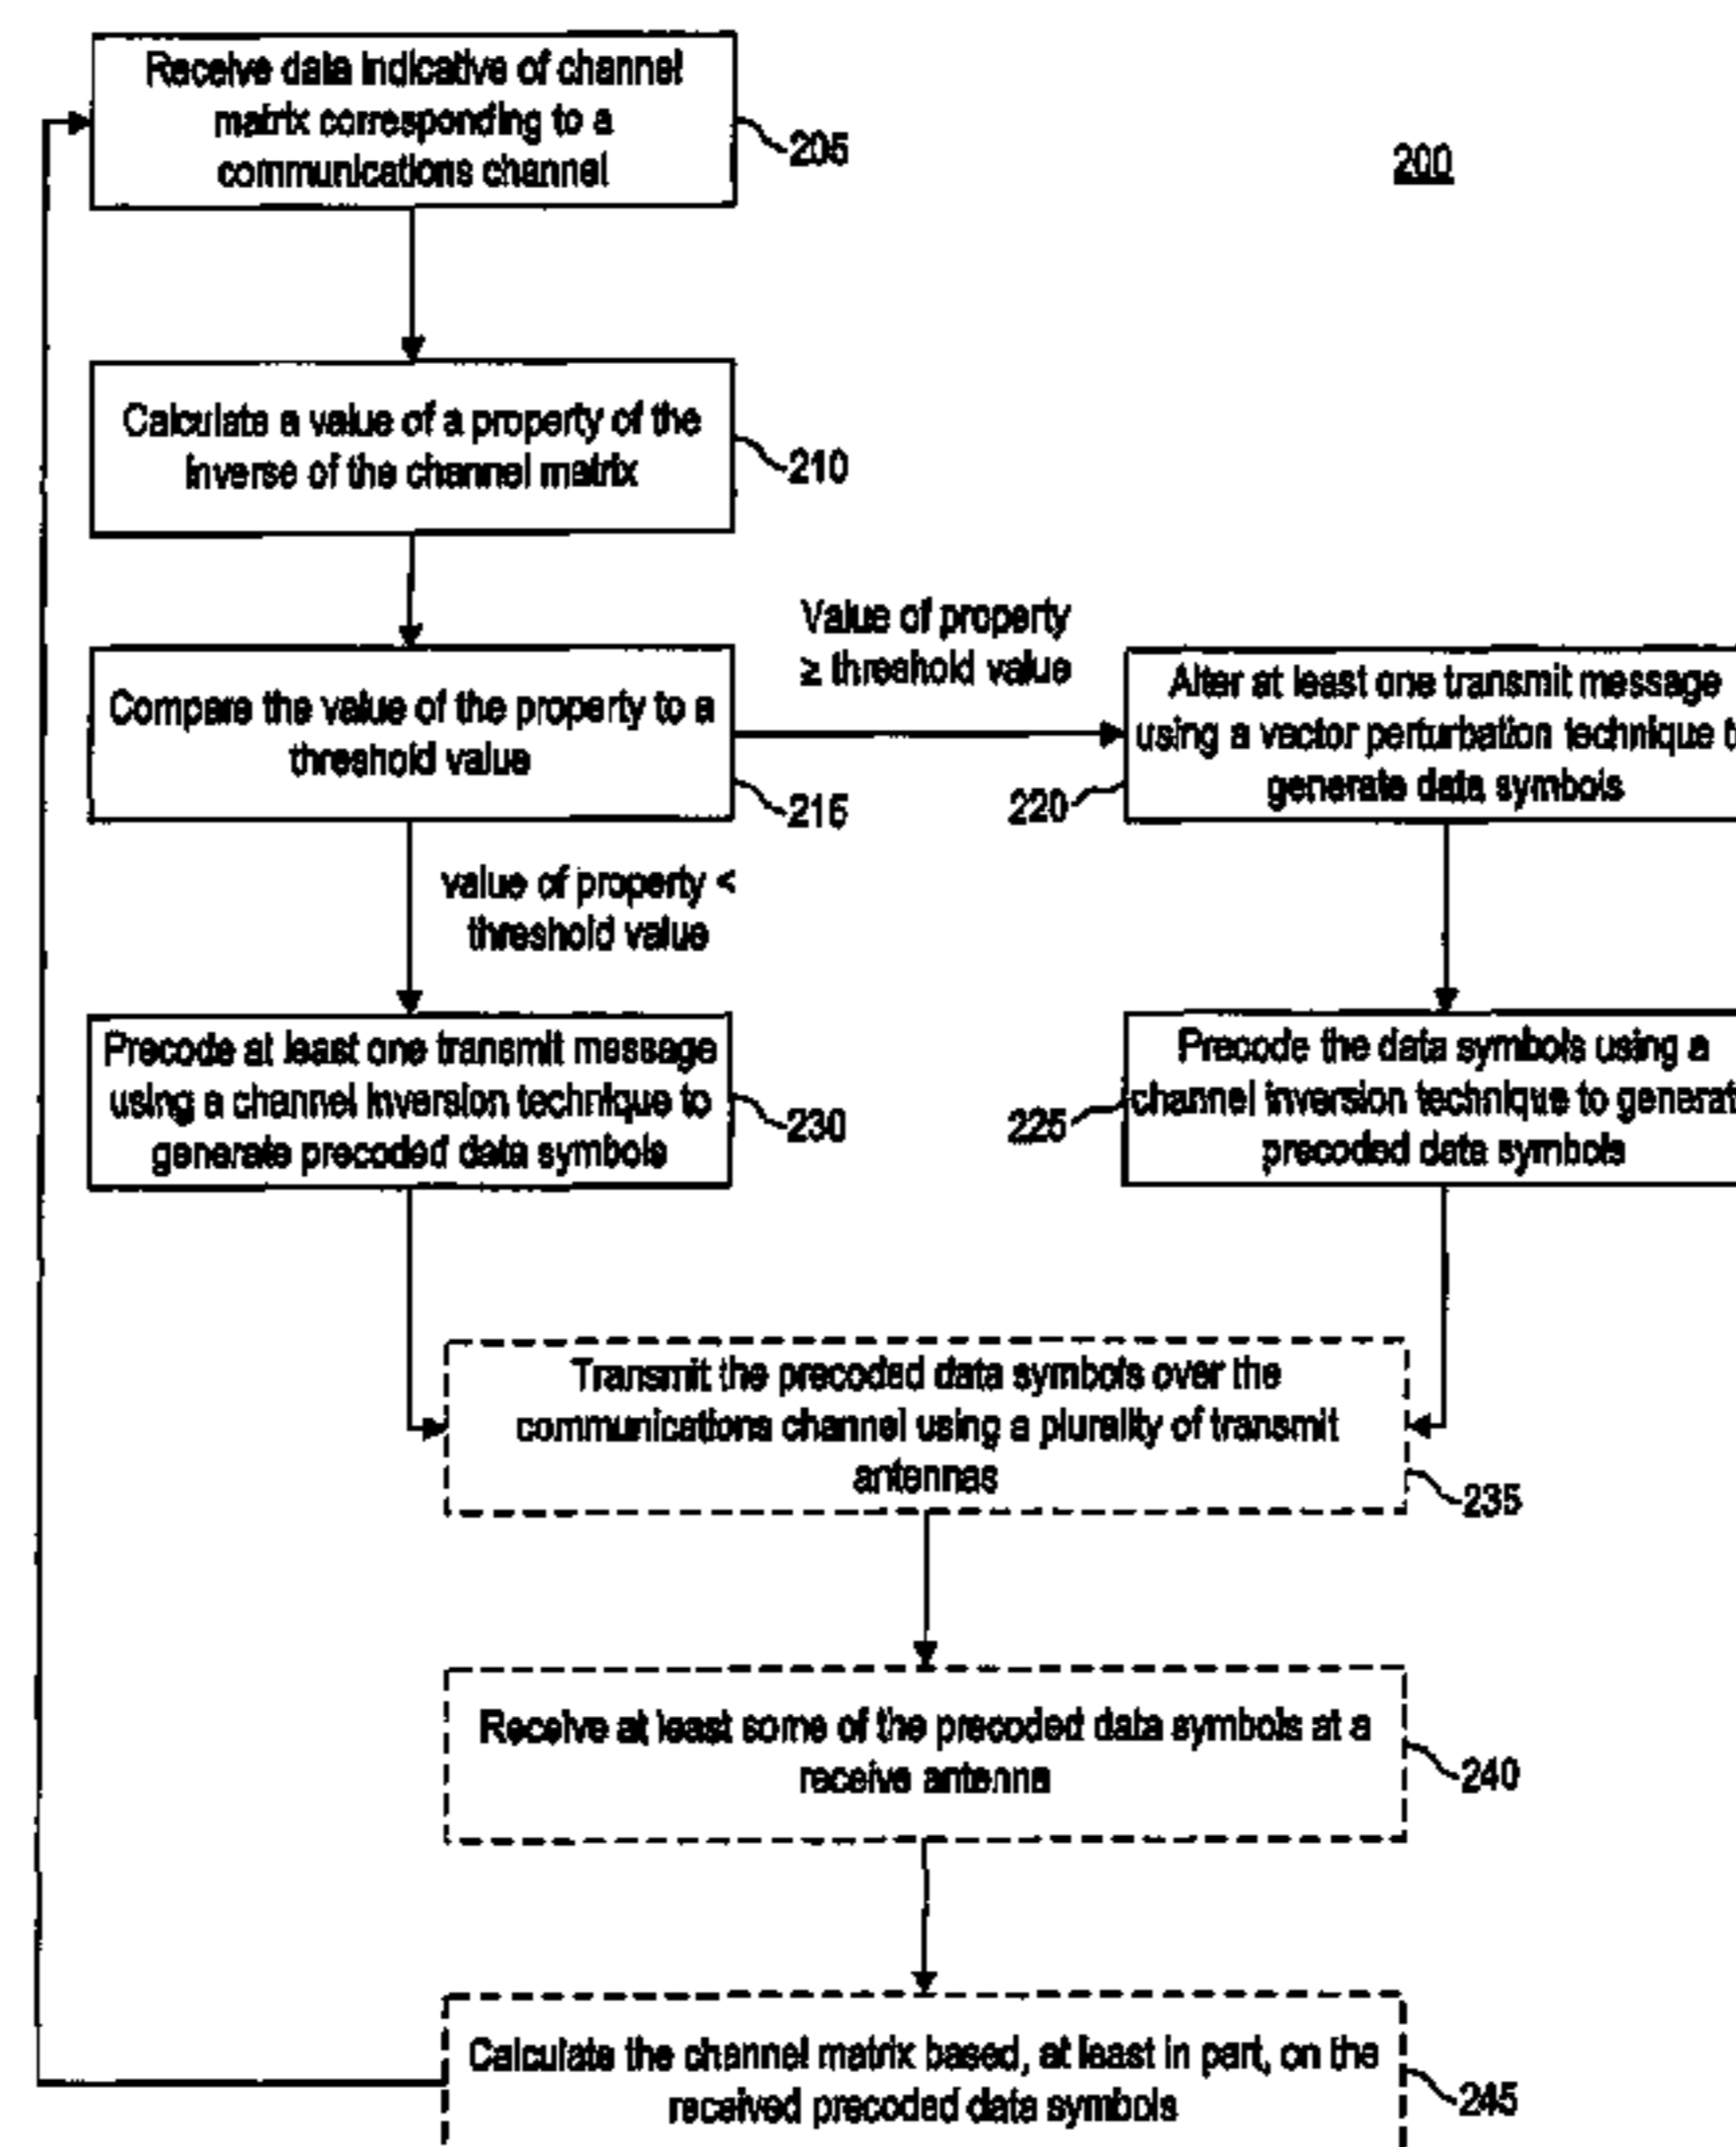 Receive data indicative of channel
matrix corresponding to a
communications channel
205
200
Calculate a value of a property of the
inverse of the channel matrix
210
Value of property
≥ threshold value
Compare the value of the property to a
threshold value
215
Alter at least one transmit message
using a vector perturbation technique t
generate data symbols
220
value of property <
threshold value
Precode at least one transmit message
using a channel inversion technique to
generate precoded data symbols
230
Precode the data symbols using a
channel inversion technique to generat
precoded data symbols
225
Transmit the precoded data symbols over the
communications channel using a plurality of transmit
antennas
235
Receive at least some of the precoded data symbols at a
receive antenna
240
Calculate the channel matrix based, at least in part, on the
received precoded data symbols
245